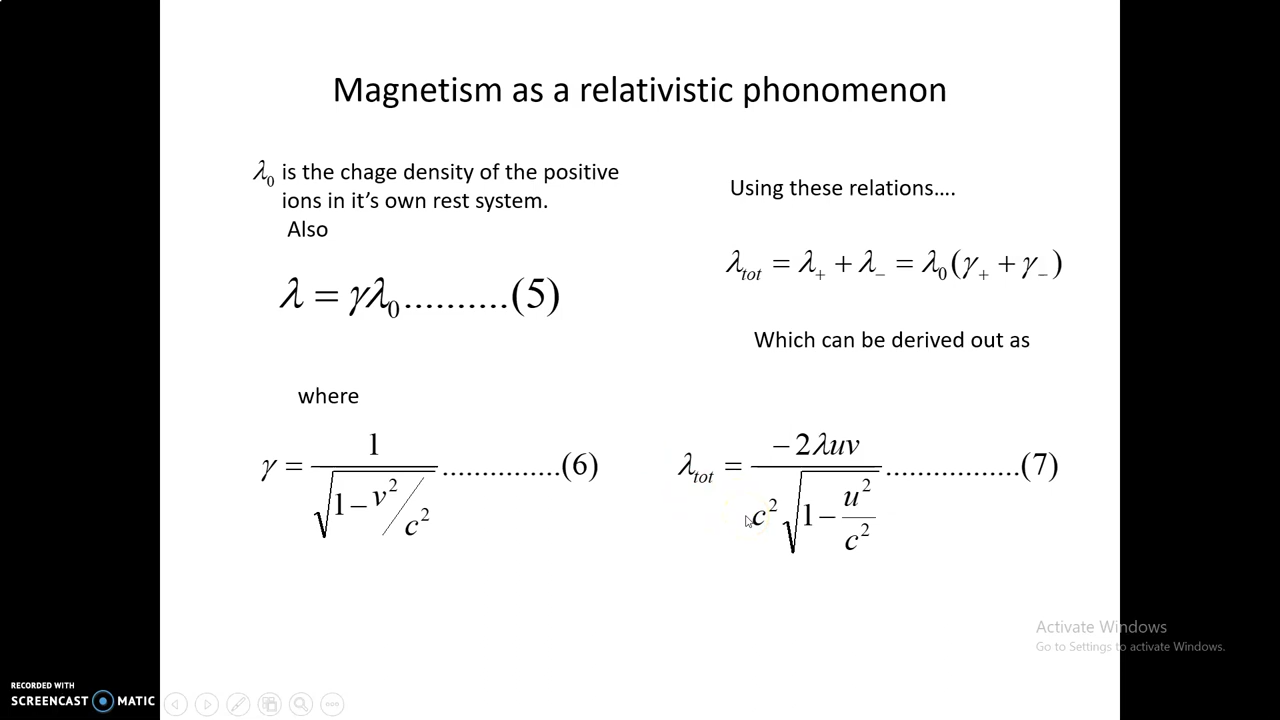 Magnetism as a relativistic phonomenon
λ₀ is the chage density of the positive
ions in it's own rest system.
Also
λ = γλ₀..........(5)
where
γ = 1 / √(1 − v²/c²) ...............(6)
Using these relations....
λ_tot = λ₊ + λ₋ = λ₀(γ₊ + γ₋)
Which can be derived out as
λ_tot = −2λuv / (c² √(1 − u²/c²)) .................(7)
Activate Windows
Go to Settings to activate Windows.
RECORDED WITH
SCREENCAST MATIC